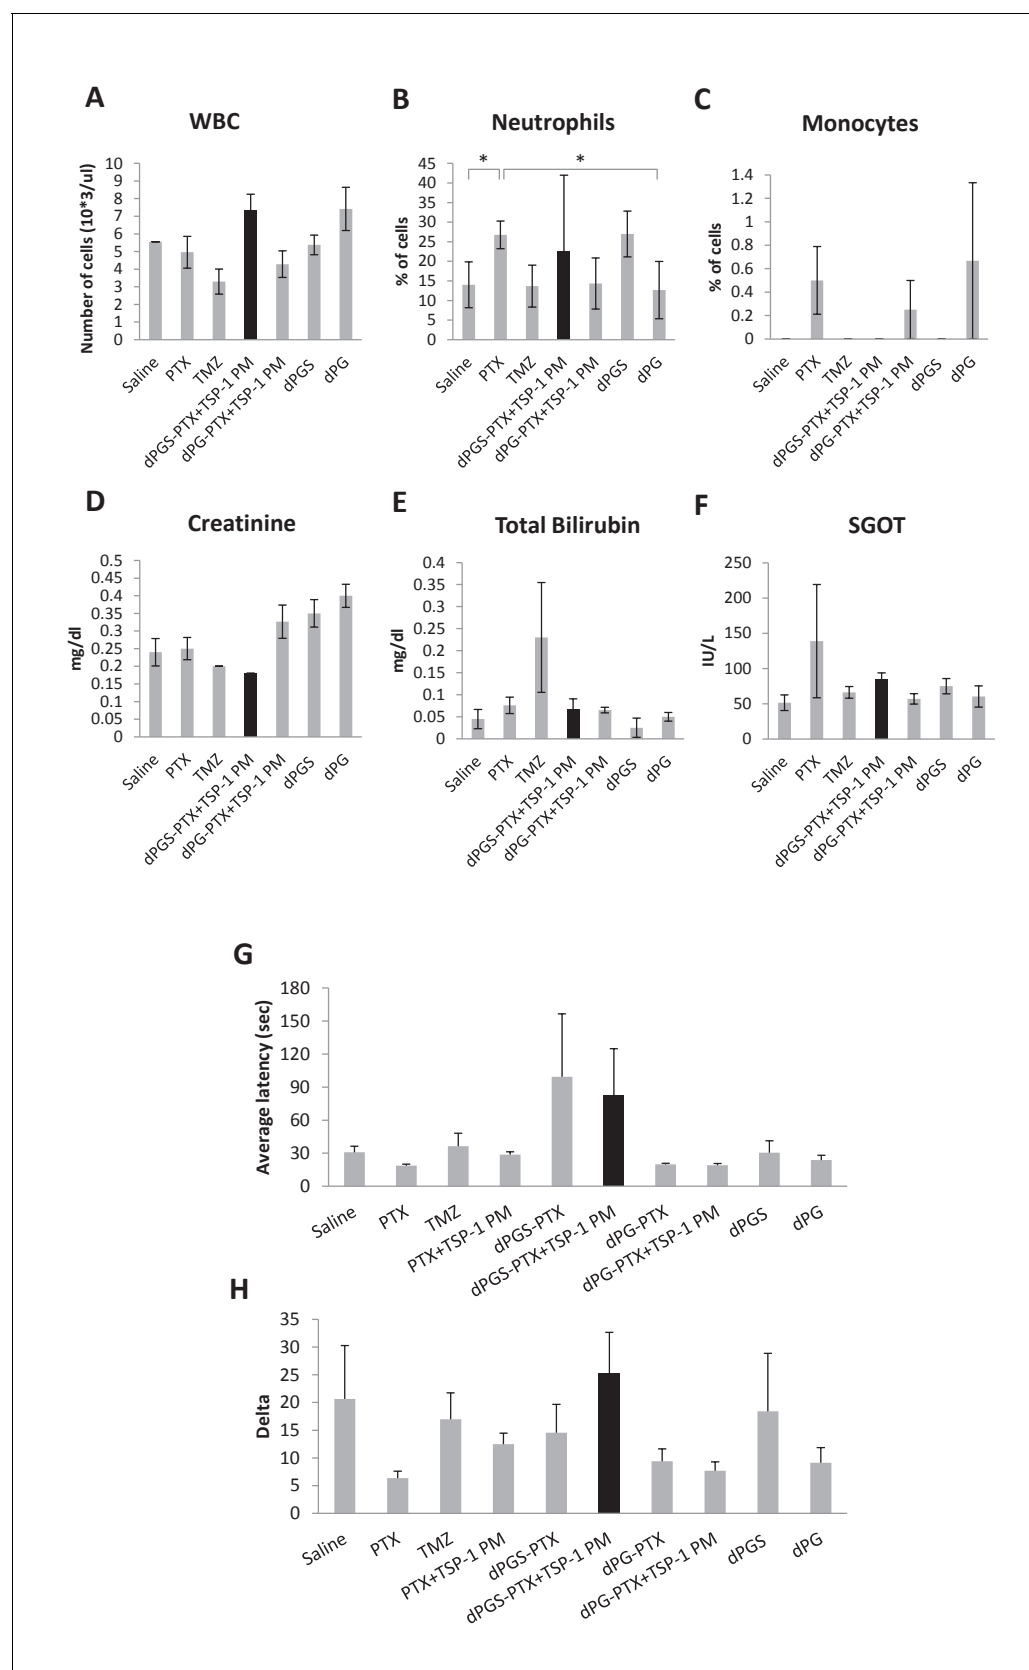 A
WBC
Number of cells (10*3/ul)
10
9
8
7
6
5
4
3
2
1
0
Saline
PTX
TMZ
dPGS-PTX+TSP-1 PM
dPG-PTX+TSP-1 PM
dPGS
dPG
B
Neutrophils
% of cells
45
40
35
30
25
20
15
10
5
0
*
*
Saline
PTX
TMZ
dPGS-PTX+TSP-1 PM
dPG-PTX+TSP-1 PM
dPGS
dPG
C
Monocytes
% of cells
1.4
1.2
1
0.8
0.6
0.4
0.2
0
Saline
PTX
TMZ
dPGS-PTX+TSP-1 PM
dPG-PTX+TSP-1 PM
dPGS
dPG
D
Creatinine
mg/dl
0.5
0.45
0.4
0.35
0.3
0.25
0.2
0.15
0.1
0.05
0
Saline
PTX
TMZ
dPGS-PTX+TSP-1 PM
dPG-PTX+TSP-1 PM
dPGS
dPG
E
Total Bilirubin
mg/dl
0.4
0.35
0.3
0.25
0.2
0.15
0.1
0.05
0
Saline
PTX
TMZ
dPGS-PTX+TSP-1 PM
dPG-PTX+TSP-1 PM
dPGS
dPG
F
SGOT
IU/L
250
200
150
100
50
0
Saline
PTX
TMZ
dPGS-PTX+TSP-1 PM
dPG-PTX+TSP-1 PM
dPGS
dPG
G
Average latency (sec)
180
150
120
90
60
30
0
Saline
PTX
TMZ
PTX+TSP-1 PM
dPGS-PTX
dPGS-PTX+TSP-1 PM
dPG-PTX
dPG-PTX+TSP-1 PM
dPGS
dPG
H
Delta
35
30
25
20
15
10
5
0
Saline
PTX
TMZ
PTX+TSP-1 PM
dPGS-PTX
dPGS-PTX+TSP-1 PM
dPG-PTX
dPG-PTX+TSP-1 PM
dPGS
dPG